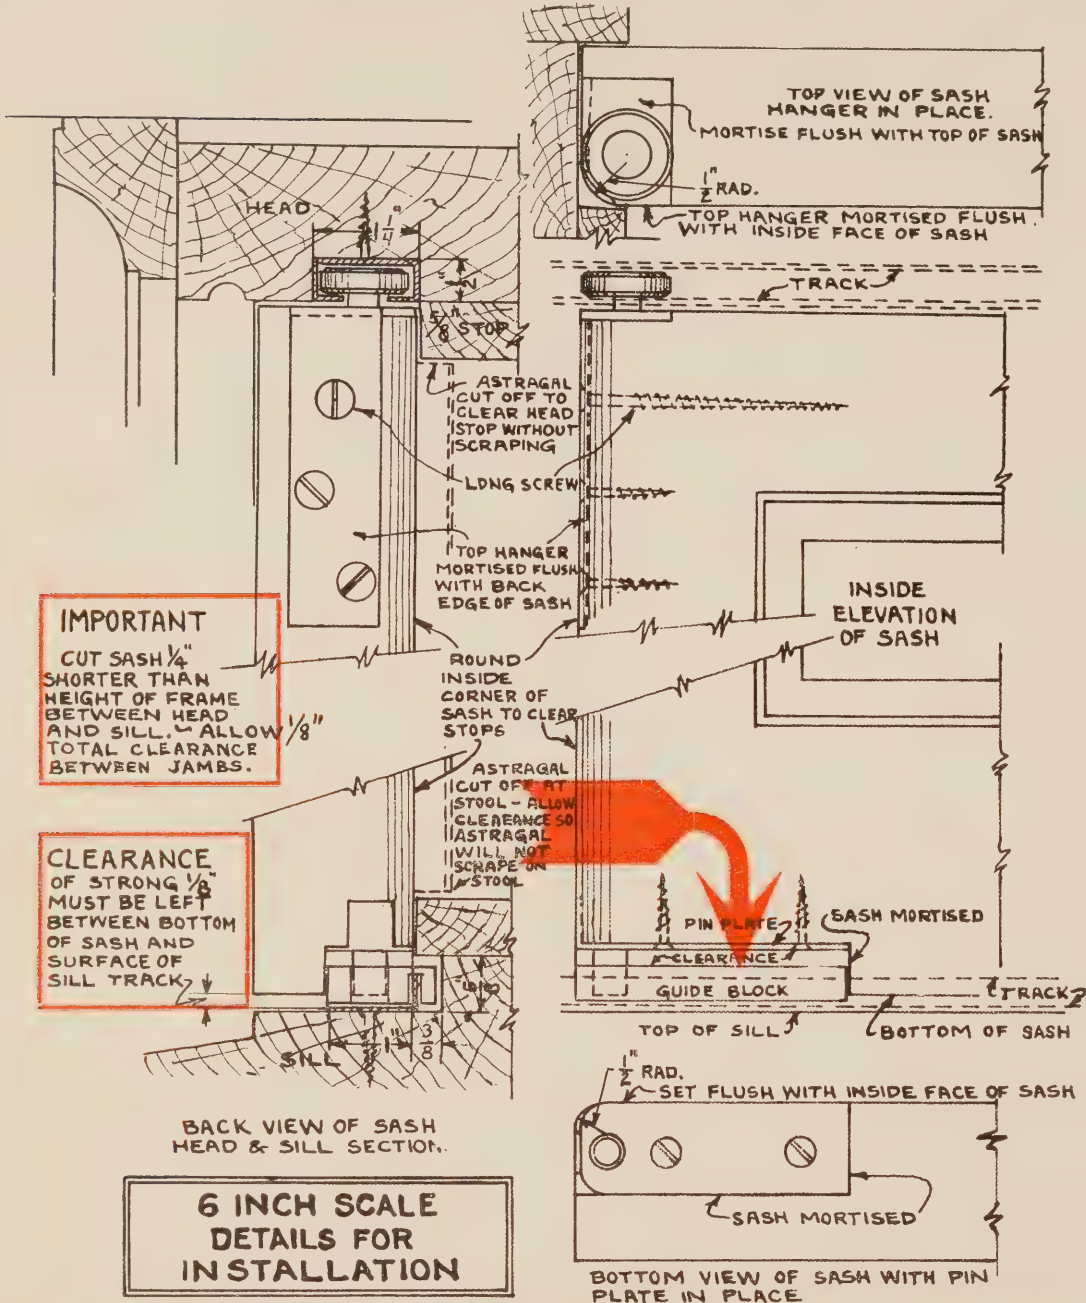 TOP VIEW OF SASH
HANGER IN PLACE.
MORTISE FLUSH WITH TOP OF SASH
1/2" RAD.
TOP HANGER MORTISED FLUSH
WITH INSIDE FACE OF SASH
HEAD
1 1/4"
1/2"
TRACK
5/8" STOP
ASTRAGAL
CUT OFF TO
CLEAR HEAD
STOP WITHOUT
SCRAPING
LONG SCREW
TOP HANGER
MORTISED FLUSH
WITH BACK
EDGE OF SASH
INSIDE
ELEVATION
OF SASH
IMPORTANT
CUT SASH 1/4"
SHORTER THAN
HEIGHT OF FRAME
BETWEEN HEAD
AND SILL. ~ ALLOW 1/8"
TOTAL CLEARANCE
BETWEEN JAMBS.
ROUND
INSIDE
CORNER OF
SASH TO CLEAR
STOPS
ASTRAGAL
CUT OFF AT
STOOL - ALLOW
CLEARANCE SO
ASTRAGAL
WILL NOT
SCRAPE ON
STOOL
CLEARANCE
OF STRONG 1/8"
MUST BE LEFT
BETWEEN BOTTOM
OF SASH AND
SURFACE OF
SILL TRACK
PIN PLATE
SASH MORTISED
CLEARANCE
GUIDE BLOCK
TRACK
TOP OF SILL
BOTTOM OF SASH
1"
3/8"
SILL
1/2" RAD.
SET FLUSH WITH INSIDE FACE OF SASH
BACK VIEW OF SASH
HEAD & SILL SECTION.
SASH MORTISED
6 INCH SCALE
DETAILS FOR
INSTALLATION
BOTTOM VIEW OF SASH WITH PIN
PLATE IN PLACE